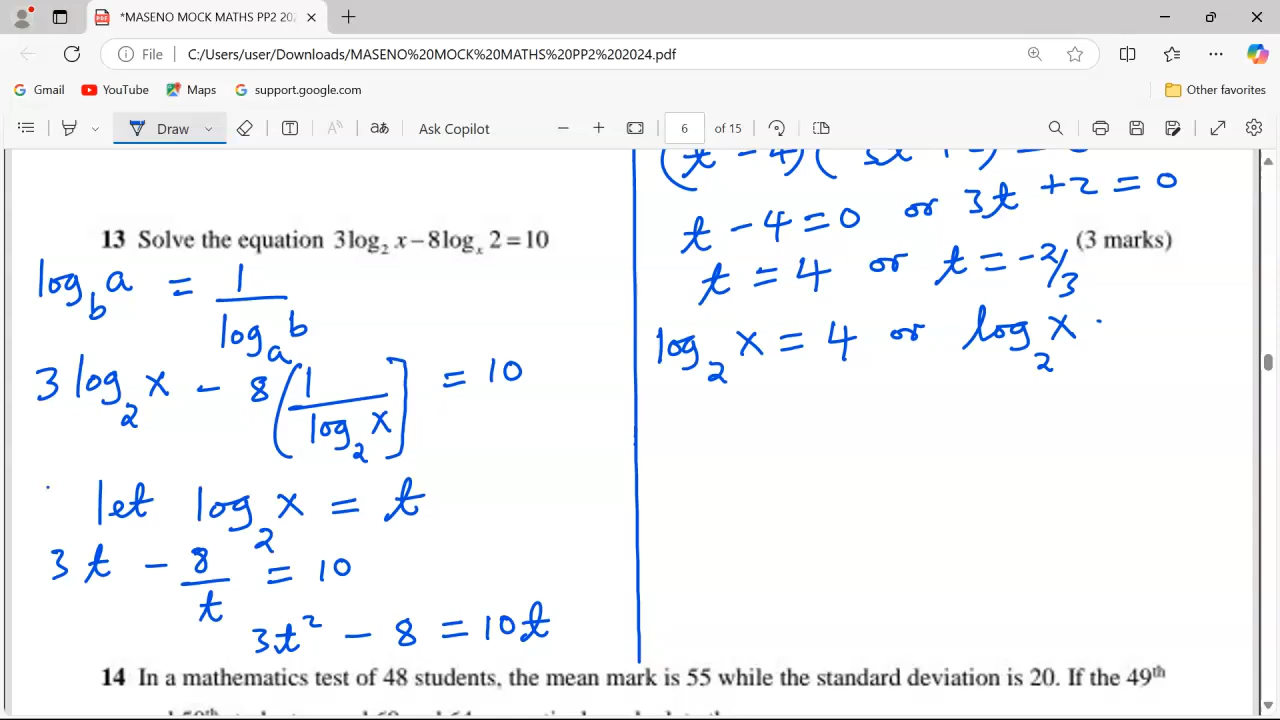 *MASENO MOCK MATHS PP2 202
File C:/Users/user/Downloads/MASENO%20MOCK%20MATHS%20PP2%202024.pdf
Gmail YouTube Maps support.google.com Other favorites
Draw Ask Copilot 6 of 15
13 Solve the equation 3log₂ x − 8logₓ 2 = 10 (3 marks)
log_b a = 1/log_a b
3 log₂ x − 8(1/log₂ x) = 10
let log₂ x = t
3t − 8/t = 10
3t² − 8 = 10t
t − 4 = 0 or 3t + 2 = 0
t = 4 or t = −2/3
log₂ x = 4 or log₂ x
14 In a mathematics test of 48 students, the mean mark is 55 while the standard deviation is 20. If the 49th